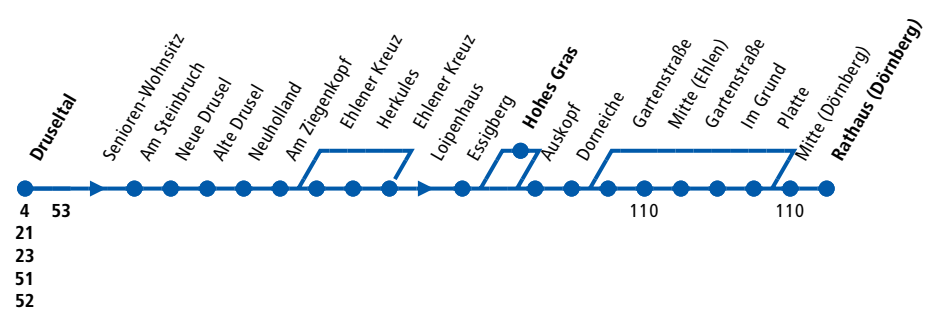 Druseltal
Senioren-Wohnsitz
Am Steinbruch
Neue Drusel
Alte Drusel
Neuholland
Am Ziegenkopf
Ehlener Kreuz
Herkules
Ehlener Kreuz
Loipenhaus
Essigberg
Hohes Gras
Auskopf
Dorneiche
Gartenstraße
Mitte (Ehlen)
Gartenstraße
Im Grund
Platte
Mitte (Dörnberg)
Rathaus (Dörnberg)
4 53 110 110
21
23
51
52